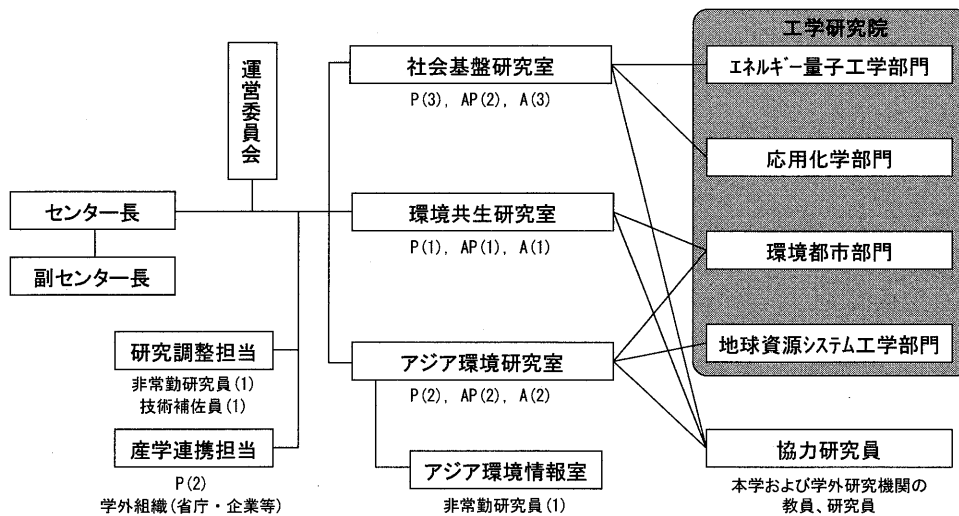 工学研究院
運営委員会
社会基盤研究室
P(3), AP(2), A(3)
エネルギー量子工学部門
応用化学部門
センター長
環境共生研究室
P(1), AP(1), A(1)
環境都市部門
副センター長
研究調整担当
非常勤研究員(1)
技術補佐員(1)
アジア環境研究室
P(2), AP(2), A(2)
地球資源システム工学部門
産学連携担当
P(2)
学外組織(省庁・企業等)
アジア環境情報室
非常勤研究員(1)
協力研究員
本学および学外研究機関の
教員、研究員